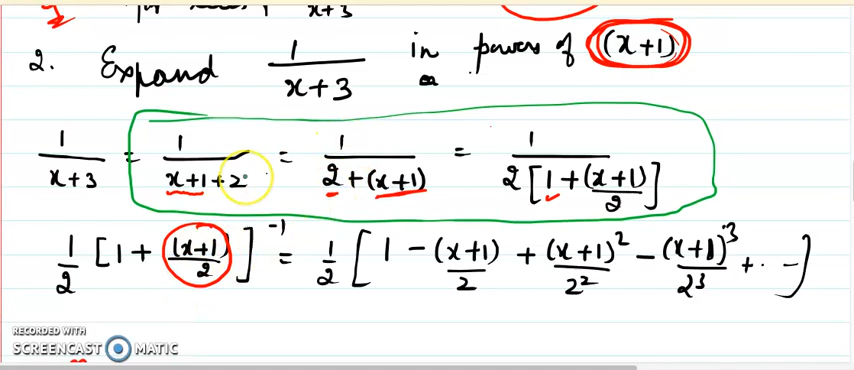 x+3
2. Expand 1/(x+3) in powers of (x+1)
1/(x+3) = 1/(x+1+2) = 1/(2+(x+1)) = 1/(2[1+(x+1)/2])
1/2 [1+(x+1)/2]^-1 = 1/2 [1-(x+1)/2+(x+1)^2/2^2-(x+1)^3/2^3+...]
RECORDED WITH
SCREENCAST MATIC